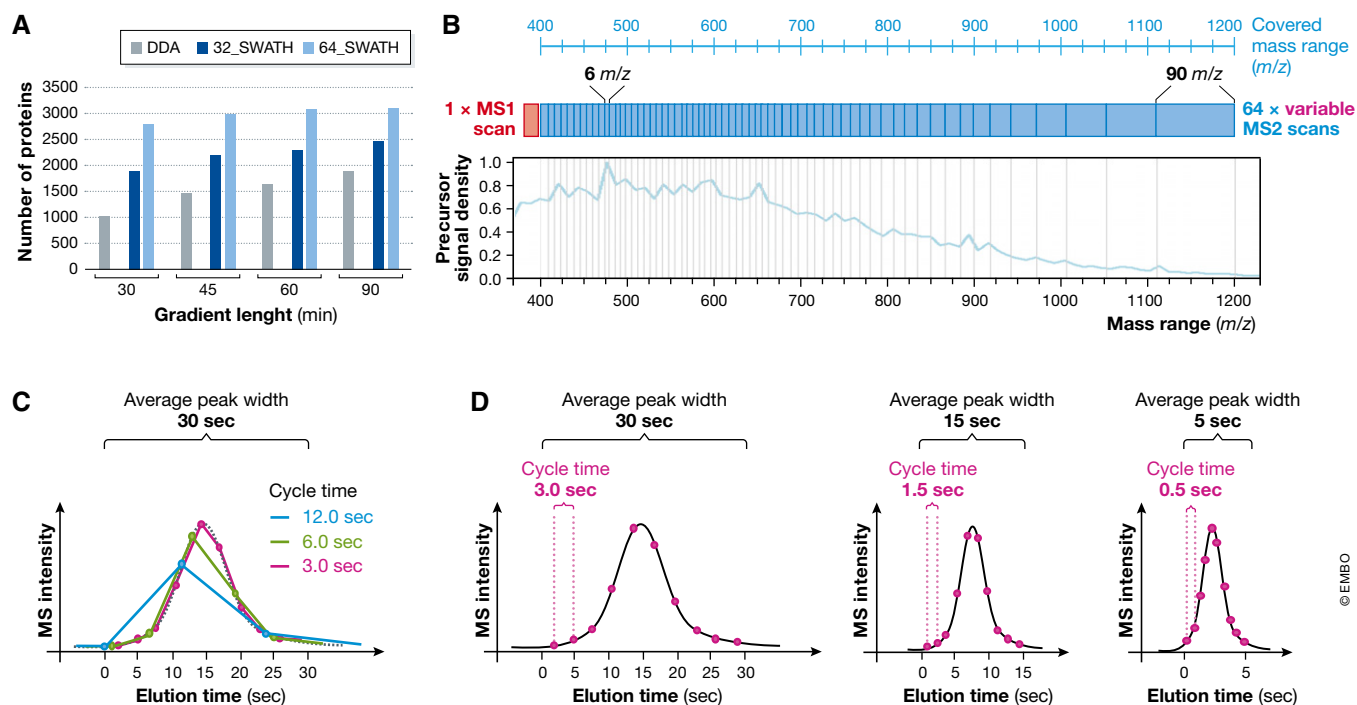 A
DDA 32_SWATH 64_SWATH
Number of proteins
3500
3000
2500
2000
1500
1000
500
0
30 45 60 90
Gradient lenght (min)
B
400 500 600 700 800 900 1000 1100 1200
Covered
mass range
(m/z)
6 m/z
90 m/z
1 × MS1
scan
64 × variable
MS2 scans
Precursor
signal density
1.0
0.8
0.6
0.4
0.2
0.0
400 500 600 700 800 900 1000 1100 1200
Mass range (m/z)
C
Average peak width
30 sec
Cycle time
12.0 sec
6.0 sec
3.0 sec
MS intensity
0 5 10 15 20 25 30
Elution time (sec)
D
Average peak width
30 sec
Cycle time
3.0 sec
MS intensity
0 5 10 15 20 25 30
Elution time (sec)
Average peak width
15 sec
Cycle time
1.5 sec
MS intensity
0 5 10 15
Elution time (sec)
Average peak width
5 sec
Cycle time
0.5 sec
MS intensity
0 5
Elution time (sec)
© EMBO